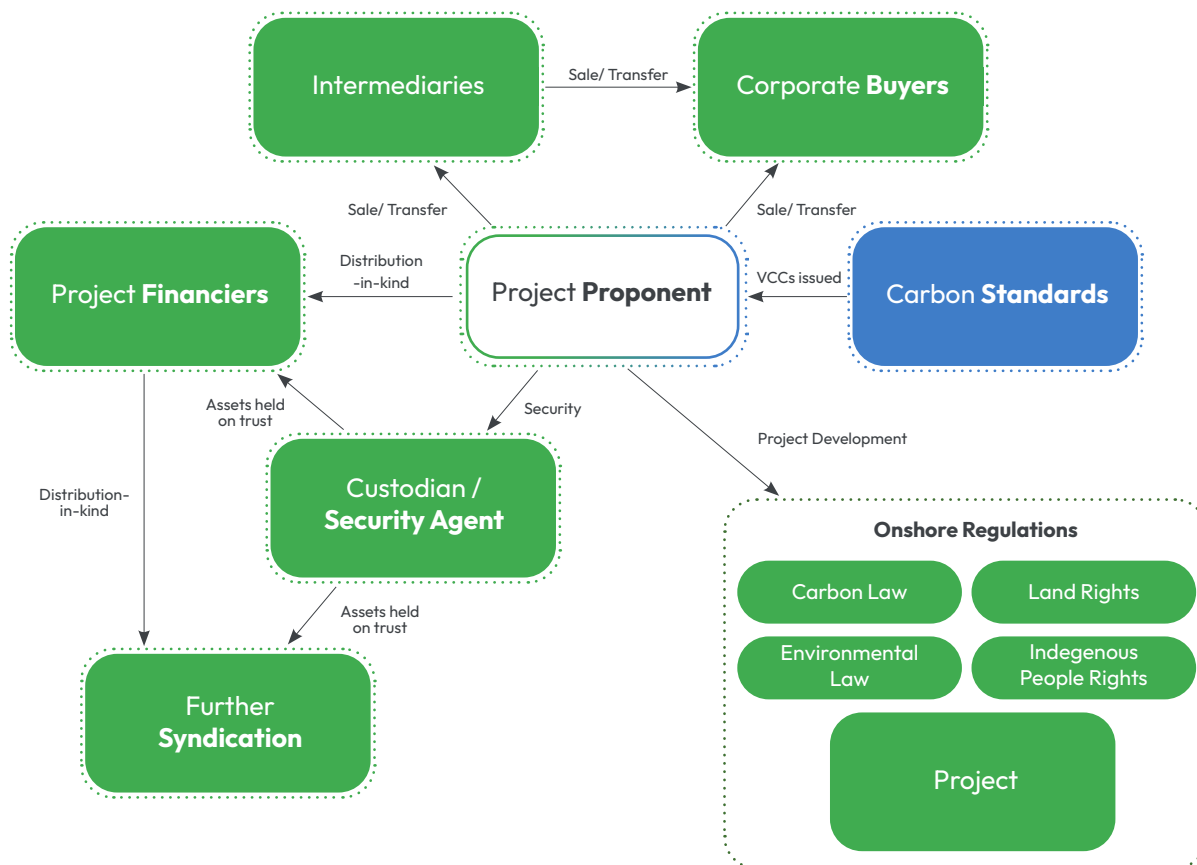 Intermediaries
Sale/ Transfer
Corporate Buyers
Sale/ Transfer
Sale/ Transfer
Project Financiers
Distribution
-in-kind
Project Proponent
VCCs issued
Carbon Standards
Assets held
on trust
Security
Project Development
Custodian /
Security Agent
Distribution-
in-kind
Assets held
on trust
Further
Syndication
Onshore Regulations
Carbon Law
Land Rights
Environmental
Law
Indegenous
People Rights
Project